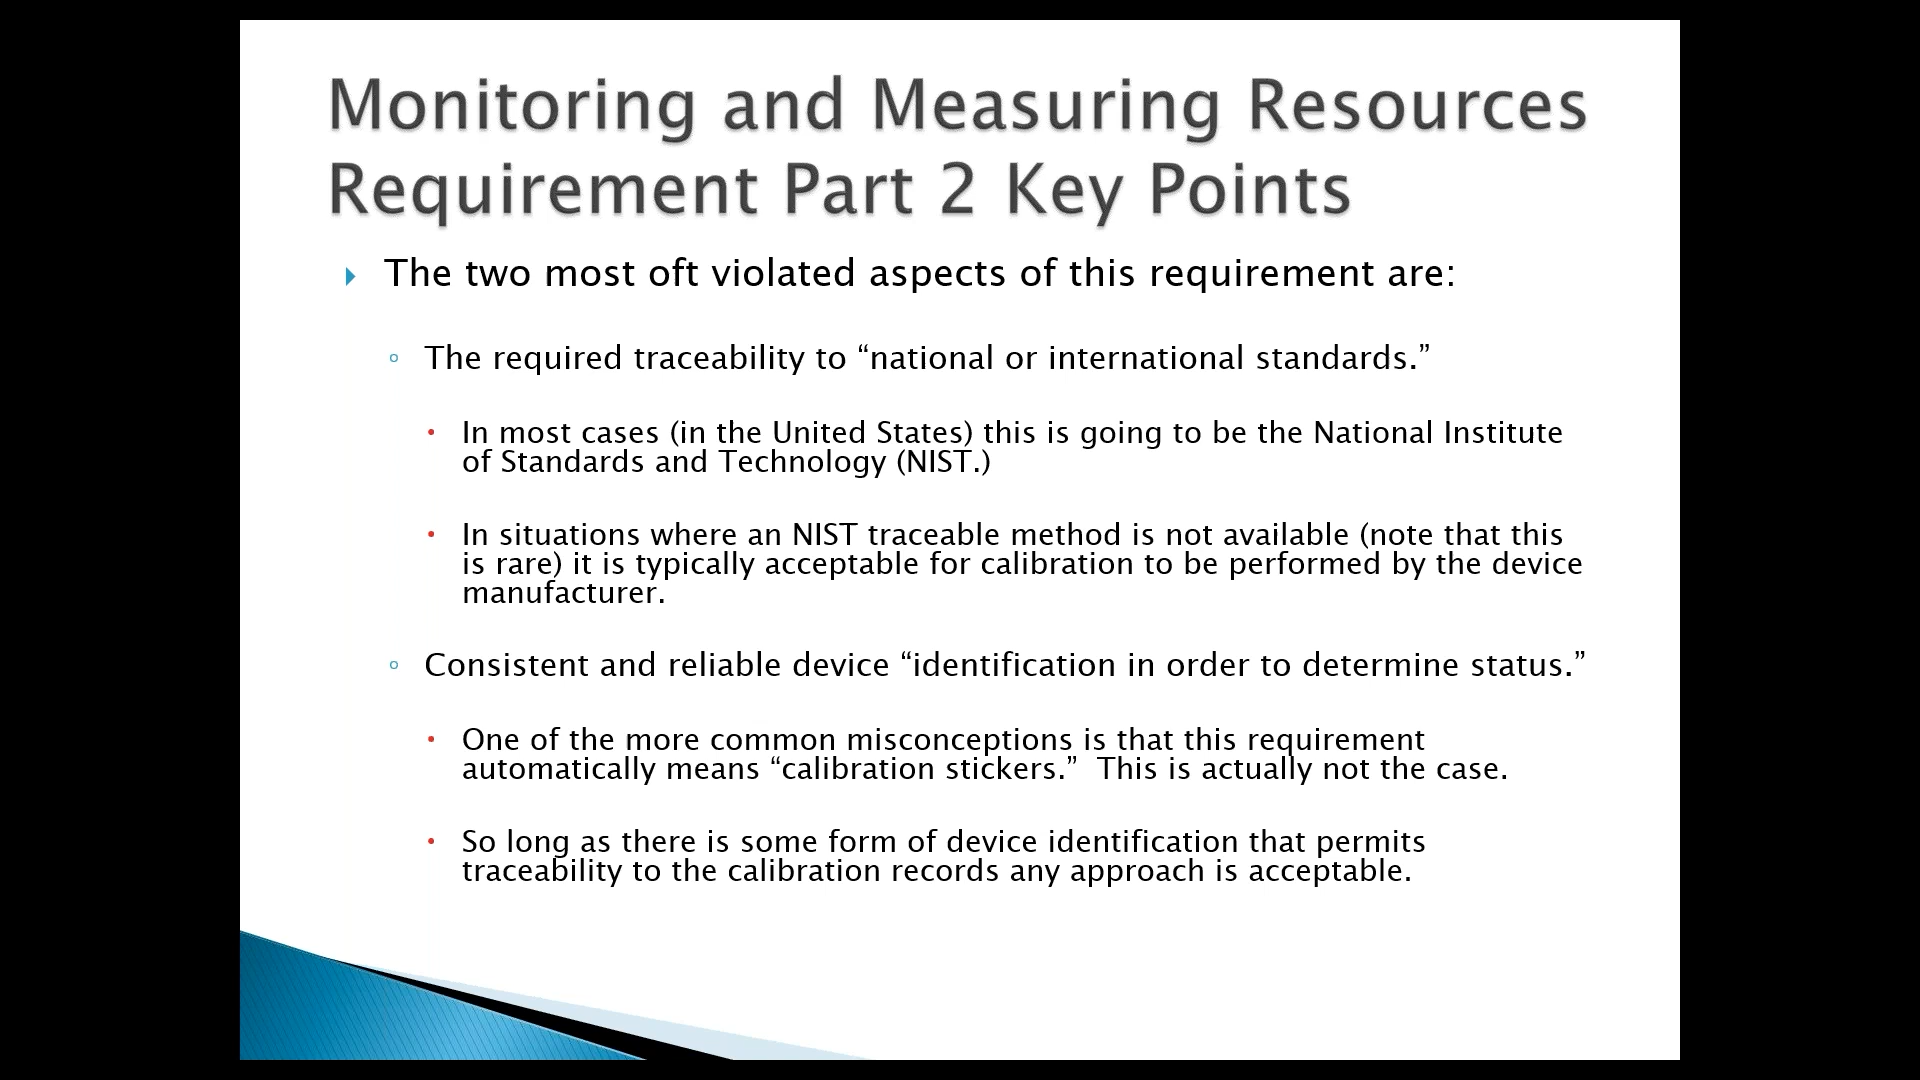 Monitoring and Measuring Resources
Requirement Part 2 Key Points
The two most oft violated aspects of this requirement are:
The required traceability to “national or international standards.”
In most cases (in the United States) this is going to be the National Institute
of Standards and Technology (NIST.)
In situations where an NIST traceable method is not available (note that this
is rare) it is typically acceptable for calibration to be performed by the device
manufacturer.
Consistent and reliable device “identification in order to determine status.”
One of the more common misconceptions is that this requirement
automatically means “calibration stickers.”  This is actually not the case.
So long as there is some form of device identification that permits
traceability to the calibration records any approach is acceptable.